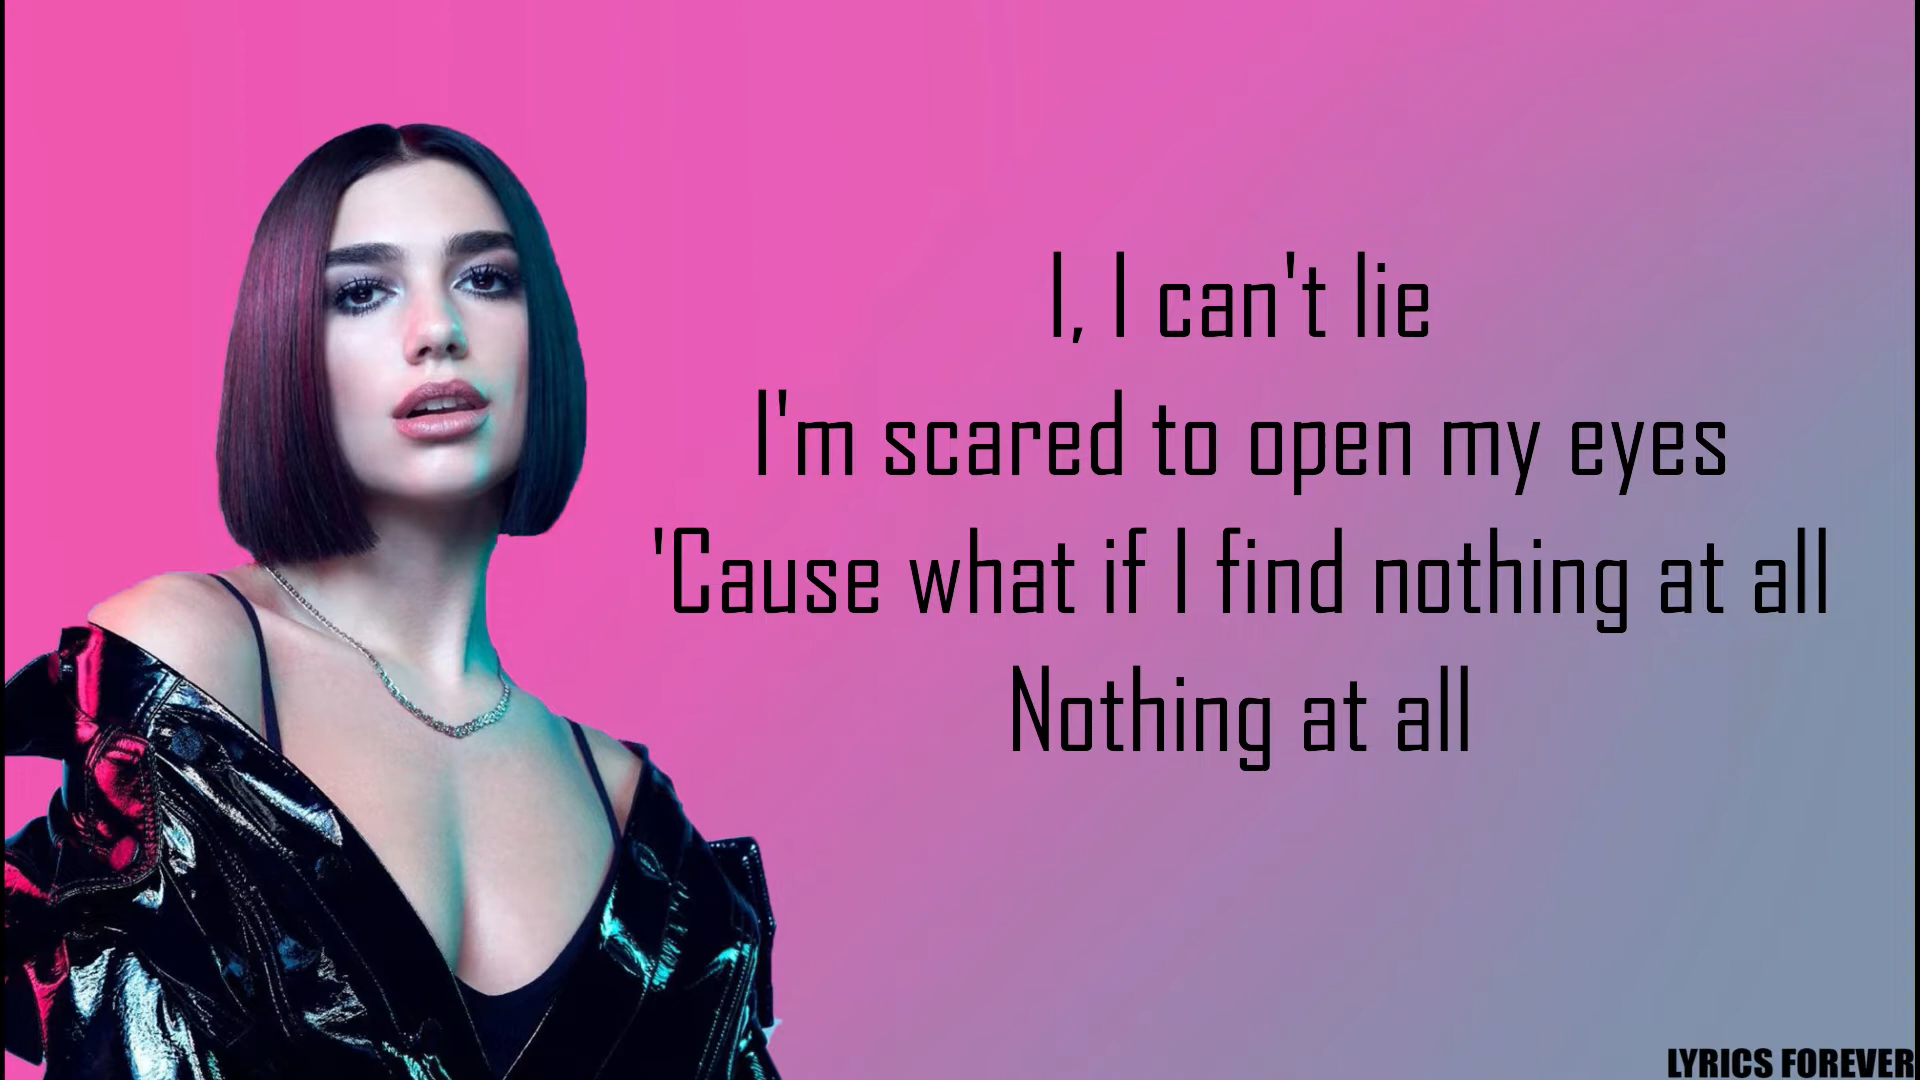 I, I can't lie
I'm scared to open my eyes
'Cause what if I find nothing at all
Nothing at all
LYRICS FOREVER